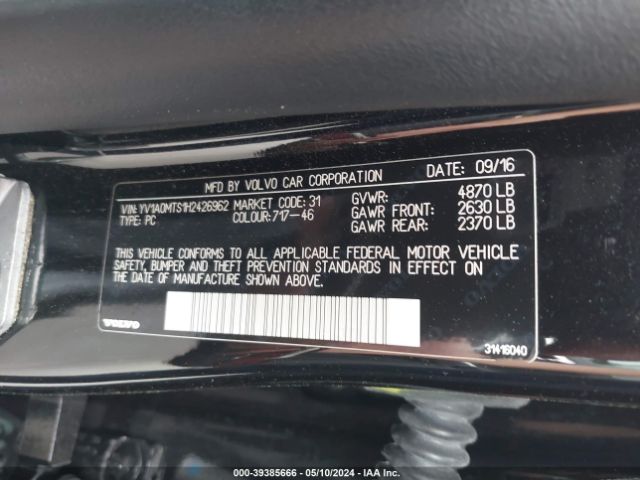 MFD BY VOLVO CAR CORPORATION DATE: 09/16
VIN: YV1A0MTS1H2426962 MARKET CODE: 31 GVWR: 4870 LB
TYPE: PC COLOUR: 717-46 GAWR FRONT: 2630 LB
GAWR REAR: 2370 LB
THIS VEHICLE CONFORMS TO ALL APPLICABLE FEDERAL MOTOR VEHICLE
SAFETY, BUMPER AND THEFT PREVENTION STANDARDS IN EFFECT ON
THE DATE OF MANUFACTURE SHOWN ABOVE.
VOLVO 31416040
000-39385666 - 05/10/2024 - IAA Inc.